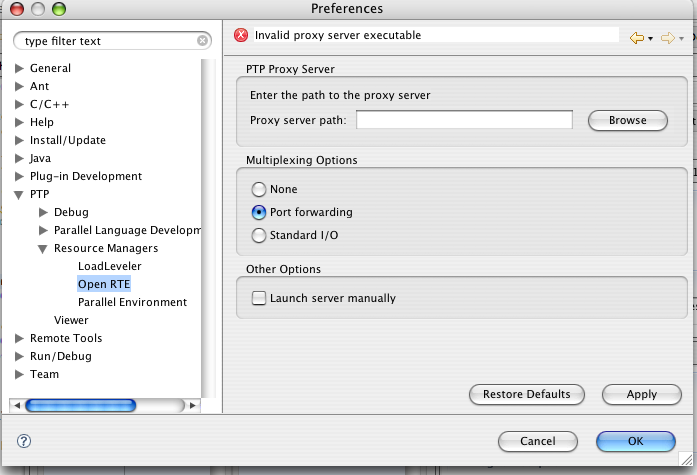 Preferences
type filter text
Invalid proxy server executable
General
Ant
C/C++
Help
Install/Update
Java
Plug-in Development
PTP
Debug
Parallel Language Developm
Resource Managers
LoadLeveler
Open RTE
Parallel Environment
Viewer
Remote Tools
Run/Debug
Team
PTP Proxy Server
Enter the path to the proxy server
Proxy server path:
Browse
Multiplexing Options
None
Port forwarding
Standard I/O
Other Options
Launch server manually
Restore Defaults
Apply
?
Cancel
OK